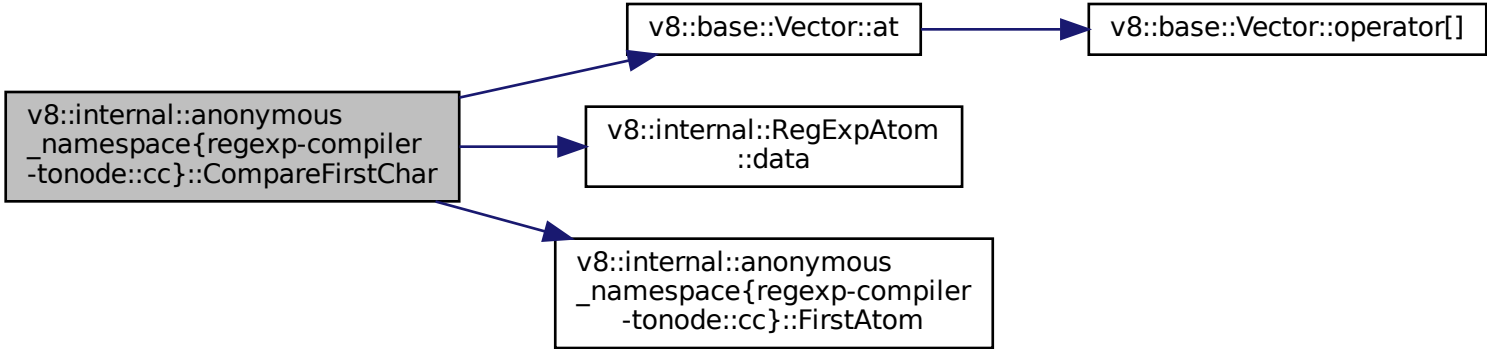 v8::base::Vector::at
v8::base::Vector::operator[]
v8::internal::anonymous
_namespace{regexp-compiler
-tonode::cc}::CompareFirstChar
v8::internal::RegExpAtom
::data
v8::internal::anonymous
_namespace{regexp-compiler
-tonode::cc}::FirstAtom